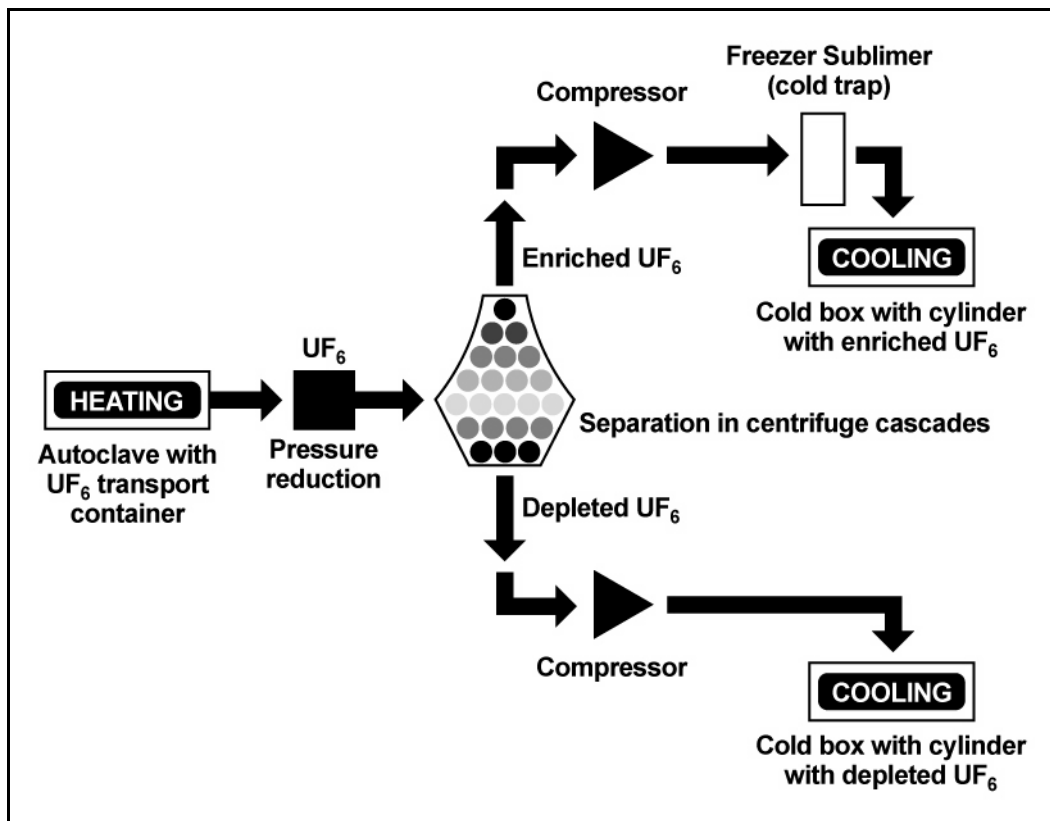 Freezer Sublimer
(cold trap)
Compressor
Enriched UF₆
COOLING
Cold box with cylinder
with enriched UF₆
UF₆
HEATING
Autoclave with
UF₆ transport
container
Pressure
reduction
Separation in centrifuge cascades
Depleted UF₆
Compressor
COOLING
Cold box with cylinder
with depleted UF₆